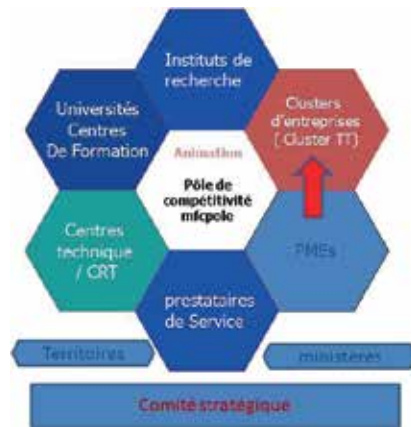 Instituts de
recherche
Universités
Centres
De Formation
Clusters
d'entreprises
( Cluster TT)
Animation
Pôle de
compétitivité
mfcpole
Centres
technique
/ CRT
PMEs
prestataires
de Service
Territoires
ministères
Comité stratégique